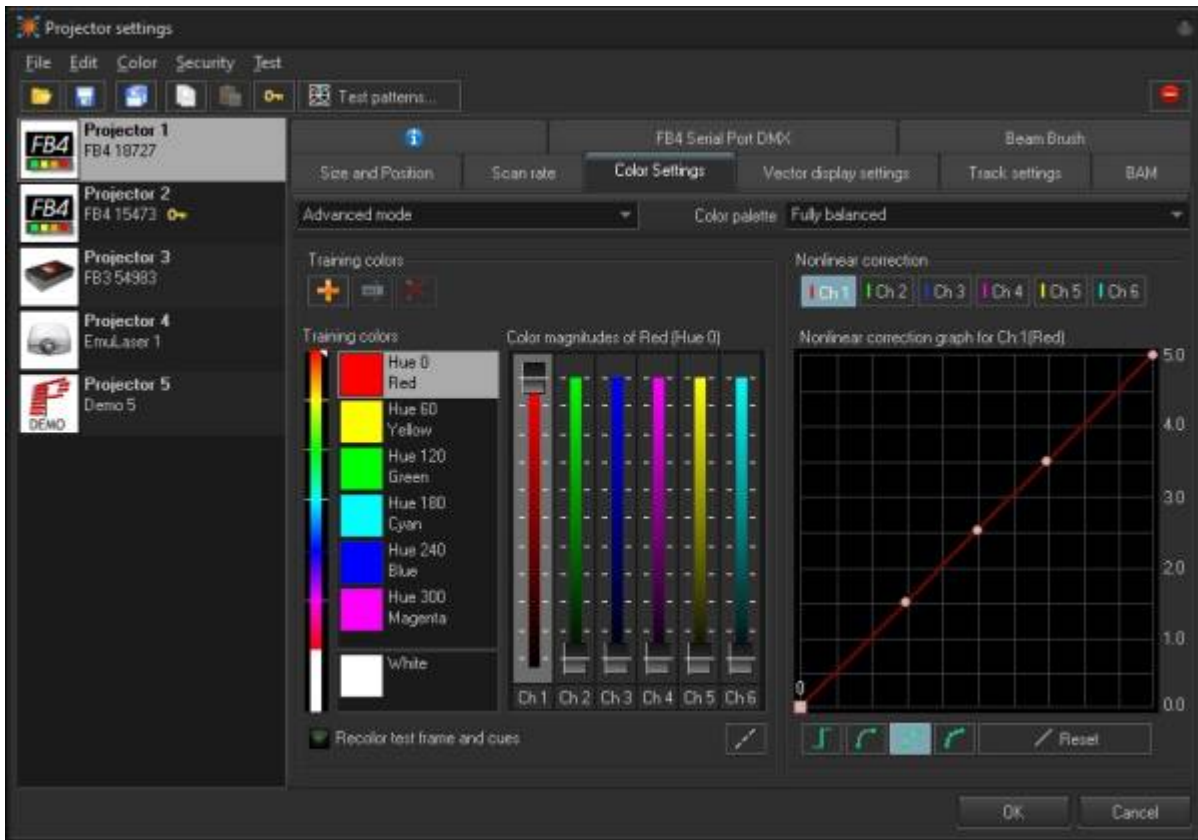 Projector settings
File Edit Color Security Test
Test patterns...
FB4
Projector 1
FB4 18727
FB4
Projector 2
FB4 15473
Projector 3
FB3 54983
Projector 4
EmuLaser 1
DEMO
Projector 5
Demo 5
FB4 Serial Port DMX
Beam Brush
Size and Position
Scan rate
Color Settings
Vector display settings
Track settings
BAM
Advanced mode
Color palette
Fully balanced
Training colors
Training colors
Hue 0
Red
Hue 60
Yellow
Hue 120
Green
Hue 180
Cyan
Hue 240
Blue
Hue 300
Magenta
White
Color magnitudes of Red (Hue 0)
Ch 1 Ch 2 Ch 3 Ch 4 Ch 5 Ch 6
Recolor test frame and cues
Nonlinear correction
Ch 1 Ch 2 Ch 3 Ch 4 Ch 5 Ch 6
Nonlinear correction graph for Ch 1(Red)
5.0
4.0
3.0
2.0
1.0
0.0
0
Reset
OK
Cancel